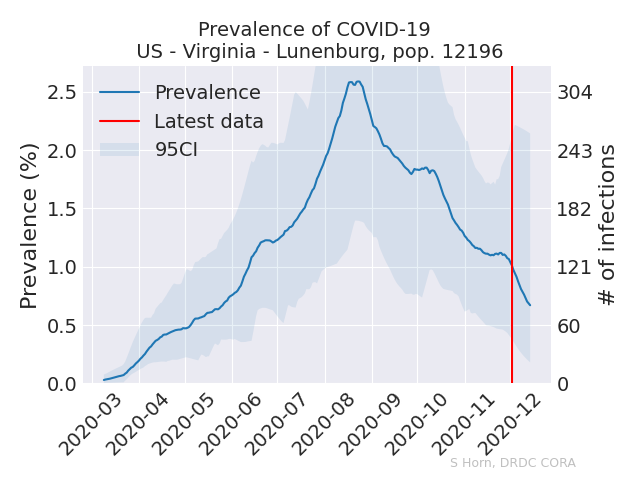 Prevalence of COVID-19
US - Virginia - Lunenburg, pop. 12196
Prevalence
Latest data
95CI
Prevalence (%)
2.5
2.0
1.5
1.0
0.5
0.0
304
243
182
121
60
0
# of infections
2020-03
2020-04
2020-05
2020-06
2020-07
2020-08
2020-09
2020-10
2020-11
2020-12
S Horn, DRDC CORA